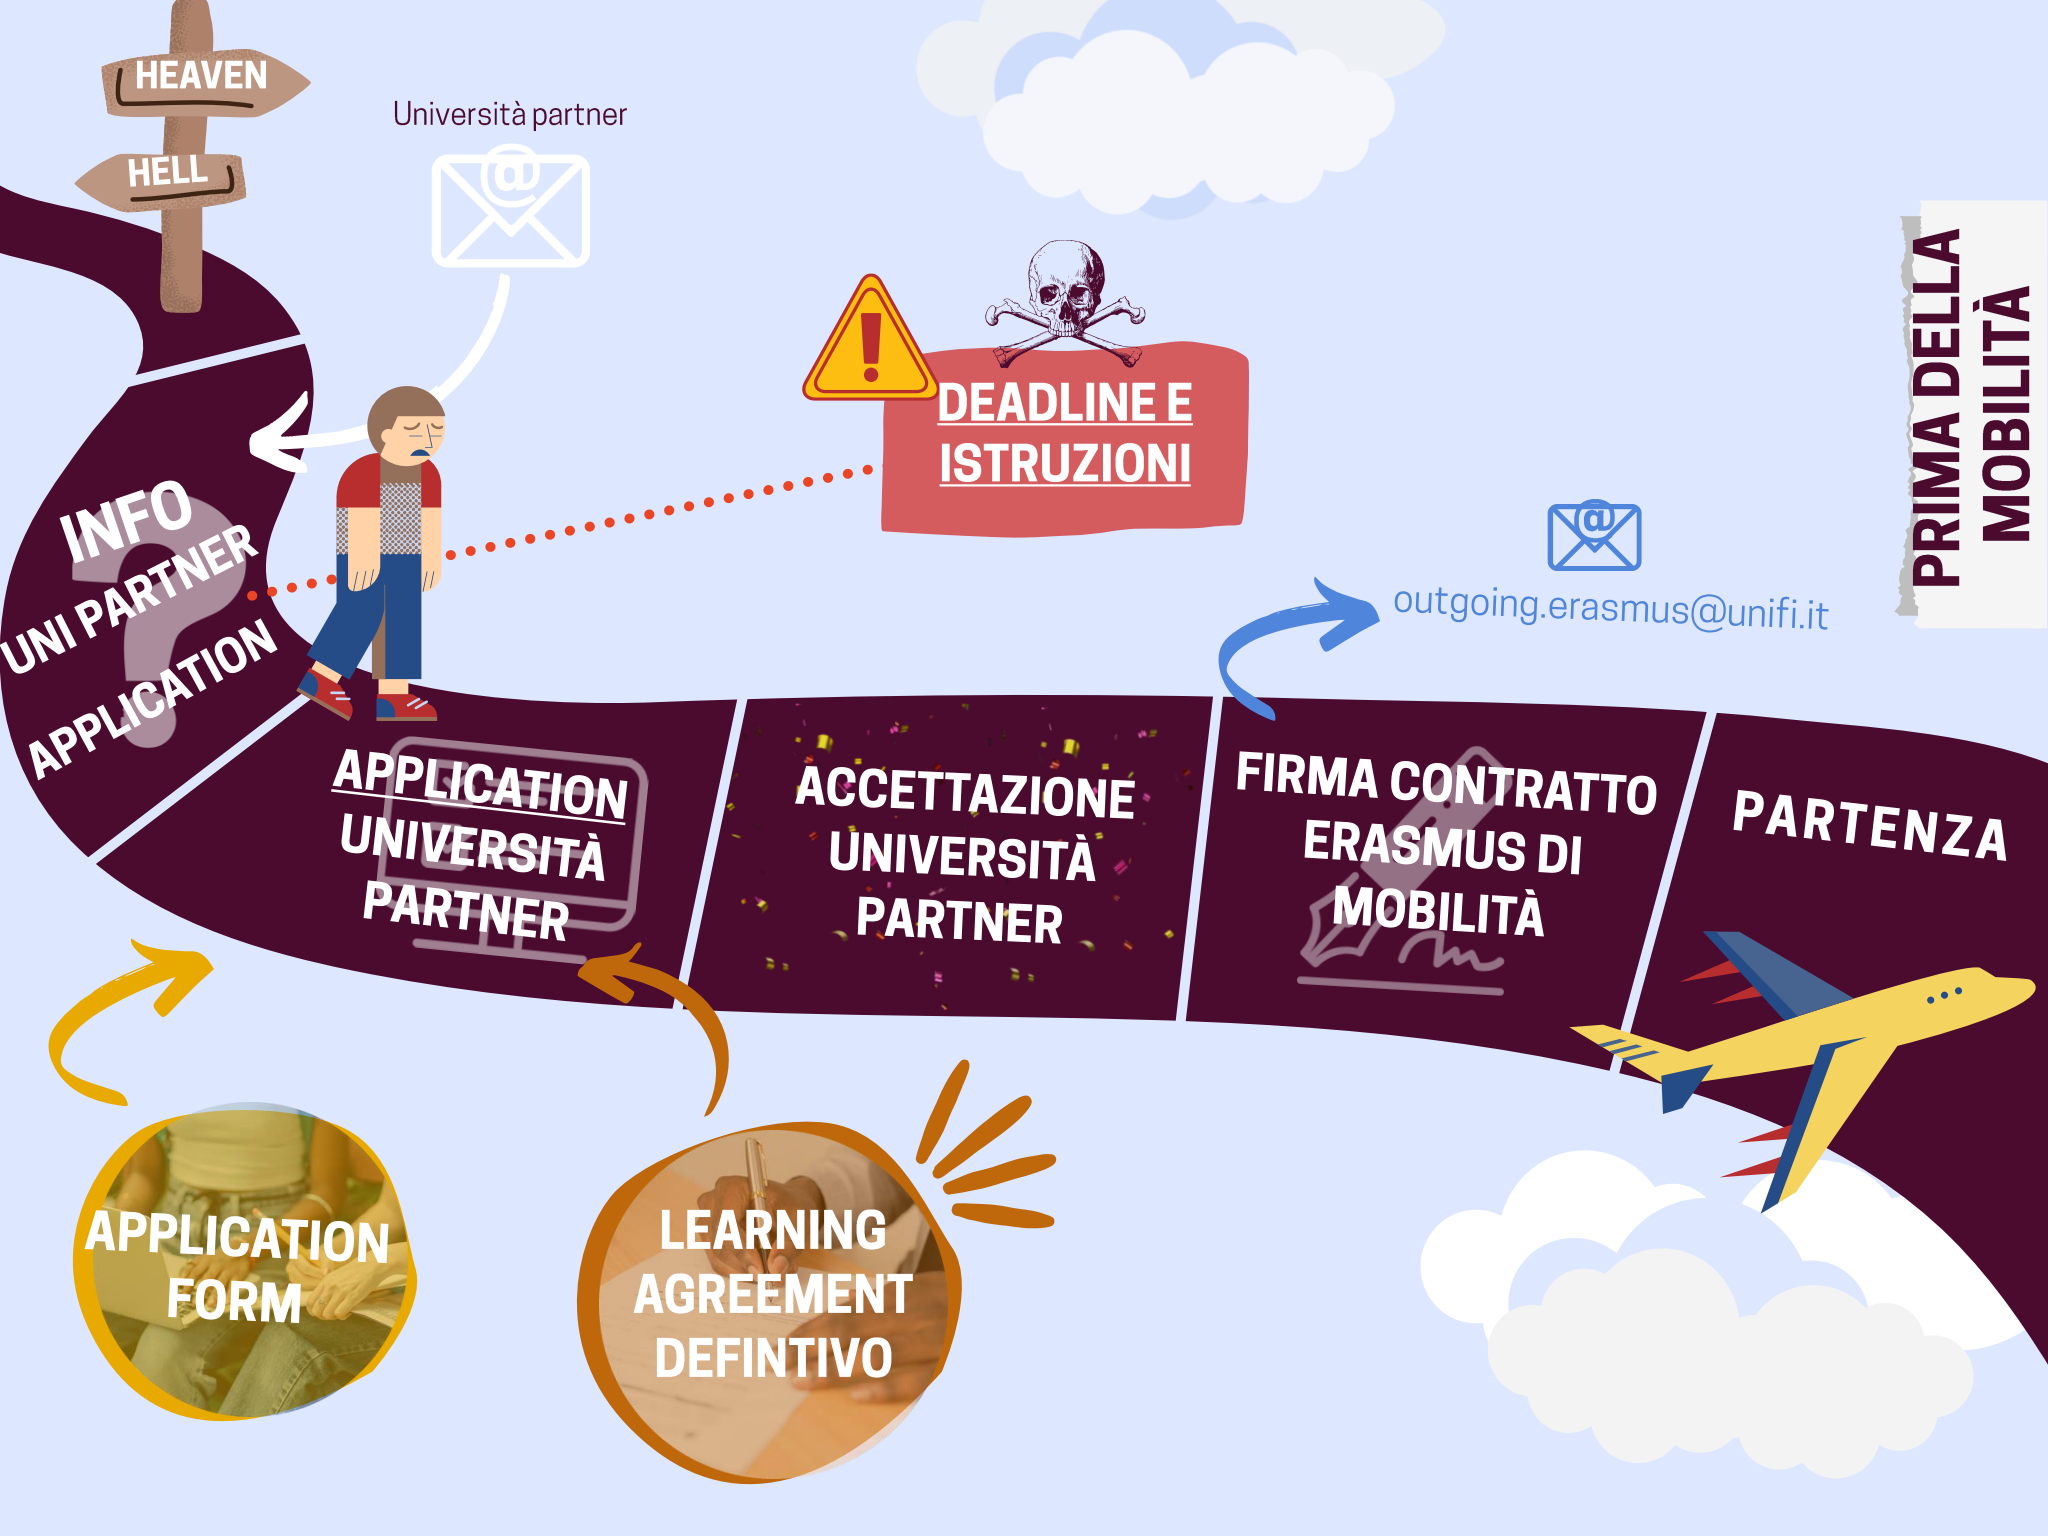 HEAVEN
HELL
Università partner
@
DEADLINE E
ISTRUZIONI
PRIMA DELLA
MOBILITÀ
@
outgoing.erasmus@unifi.it
INFO
UNI PARTNER
APPLICATION
APPLICATION
UNIVERSITÀ
PARTNER
ACCETTAZIONE
UNIVERSITÀ
PARTNER
FIRMA CONTRATTO
ERASMUS DI
MOBILITÀ
PARTENZA
APPLICATION
FORM
LEARNING
AGREEMENT
DEFINTIVO